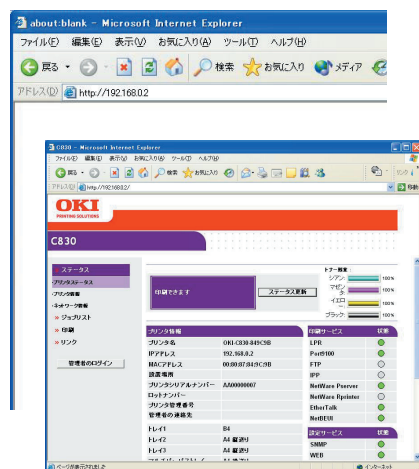 about:blank - Microsoft Internet Explorer
ファイル(F) 編集(E) 表示(V) お気に入り(A) ツール(T) ヘルプ(H)
戻る 検索 お気に入り メディア
アドレス(D) http://192.168.0.2
C830 - Microsoft Internet Explorer
ファイル(F) 編集(E) 表示(V) お気に入り(A) ツール(T) ヘルプ(H)
戻る 検索 お気に入り
アドレス(D) http://192.168.0.2/ 移動
OKI
PRINTING SOLUTIONS
C830
ステータス
プリンタステータス
プリンタ情報
ネットワーク情報
ジョブリスト
印刷
リンク
管理者のログイン
印刷できます
ステータス更新
トナー残量:
シアン: 100%
マゼンタ: 100%
イエロー: 100%
ブラック: 100%
プリンタ情報
プリンタ名 OKI-C830-849C9B
IPアドレス 192.168.0.2
MACアドレス 00:80:87:84:9C:9B
設置場所
プリンタシリアルナンバー AA00000007
ロットナンバー
プリンタ管理番号
管理者の連絡先
トレイ1 B4
トレイ2 A4 縦送り
トレイ3 A4 縦送り
印刷サービス 状態
LPR
Port9100
FTP
IPP
NetWare Pserver
NetWare Rprinter
EtherTalk
NetBEUI
設定サービス 状態
SNMP
WEB
ページが表示されました
インターネット